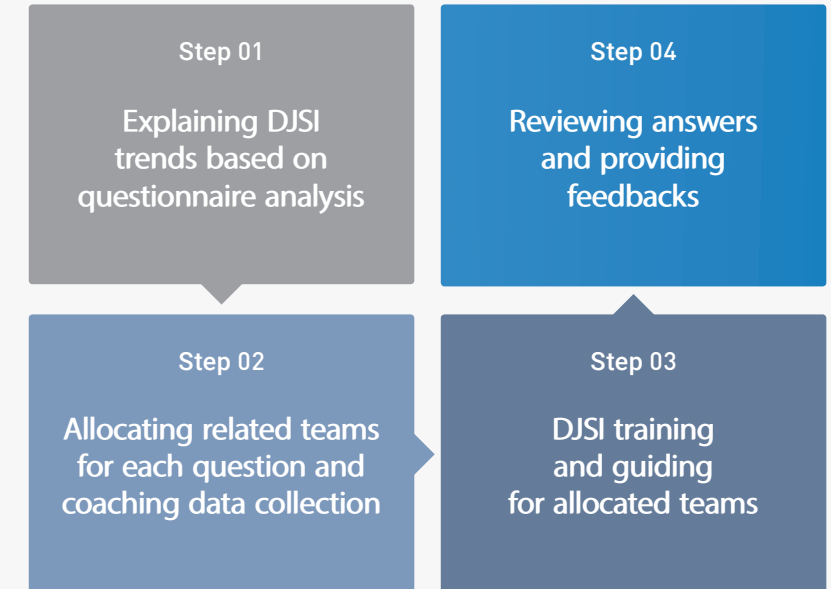 Step 01
Explaining DJSI
trends based on
questionnaire analysis
Step 02
Allocating related teams
for each question and
coaching data collection
Step 03
DJSI training
and guiding
for allocated teams
Step 04
Reviewing answers
and providing
feedbacks